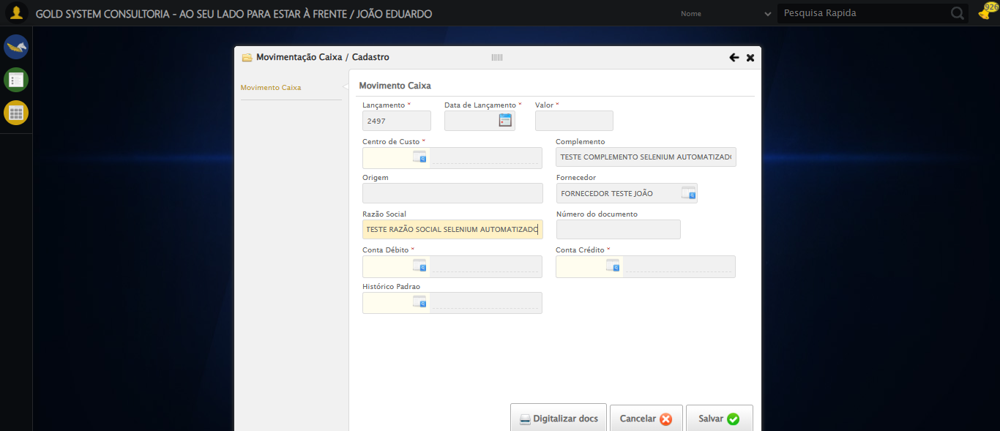 GOLD SYSTEM CONSULTORIA - AO SEU LADO PARA ESTAR À FRENTE / JOÃO EDUARDO
Nome
Pesquisa Rapida
926
Movimentação Caixa / Cadastro
Movimento Caixa
Movimento Caixa
Lançamento *
Data de Lançamento *
Valor *
2497
Centro de Custo *
Complemento
TESTE COMPLEMENTO SELENIUM AUTOMATIZADO
Origem
Fornecedor
FORNECEDOR TESTE JOÃO
Razão Social
Número do documento
TESTE RAZÃO SOCIAL SELENIUM AUTOMATIZADO
Conta Débito *
Conta Crédito *
Histórico Padrao
Digitalizar docs
Cancelar
Salvar